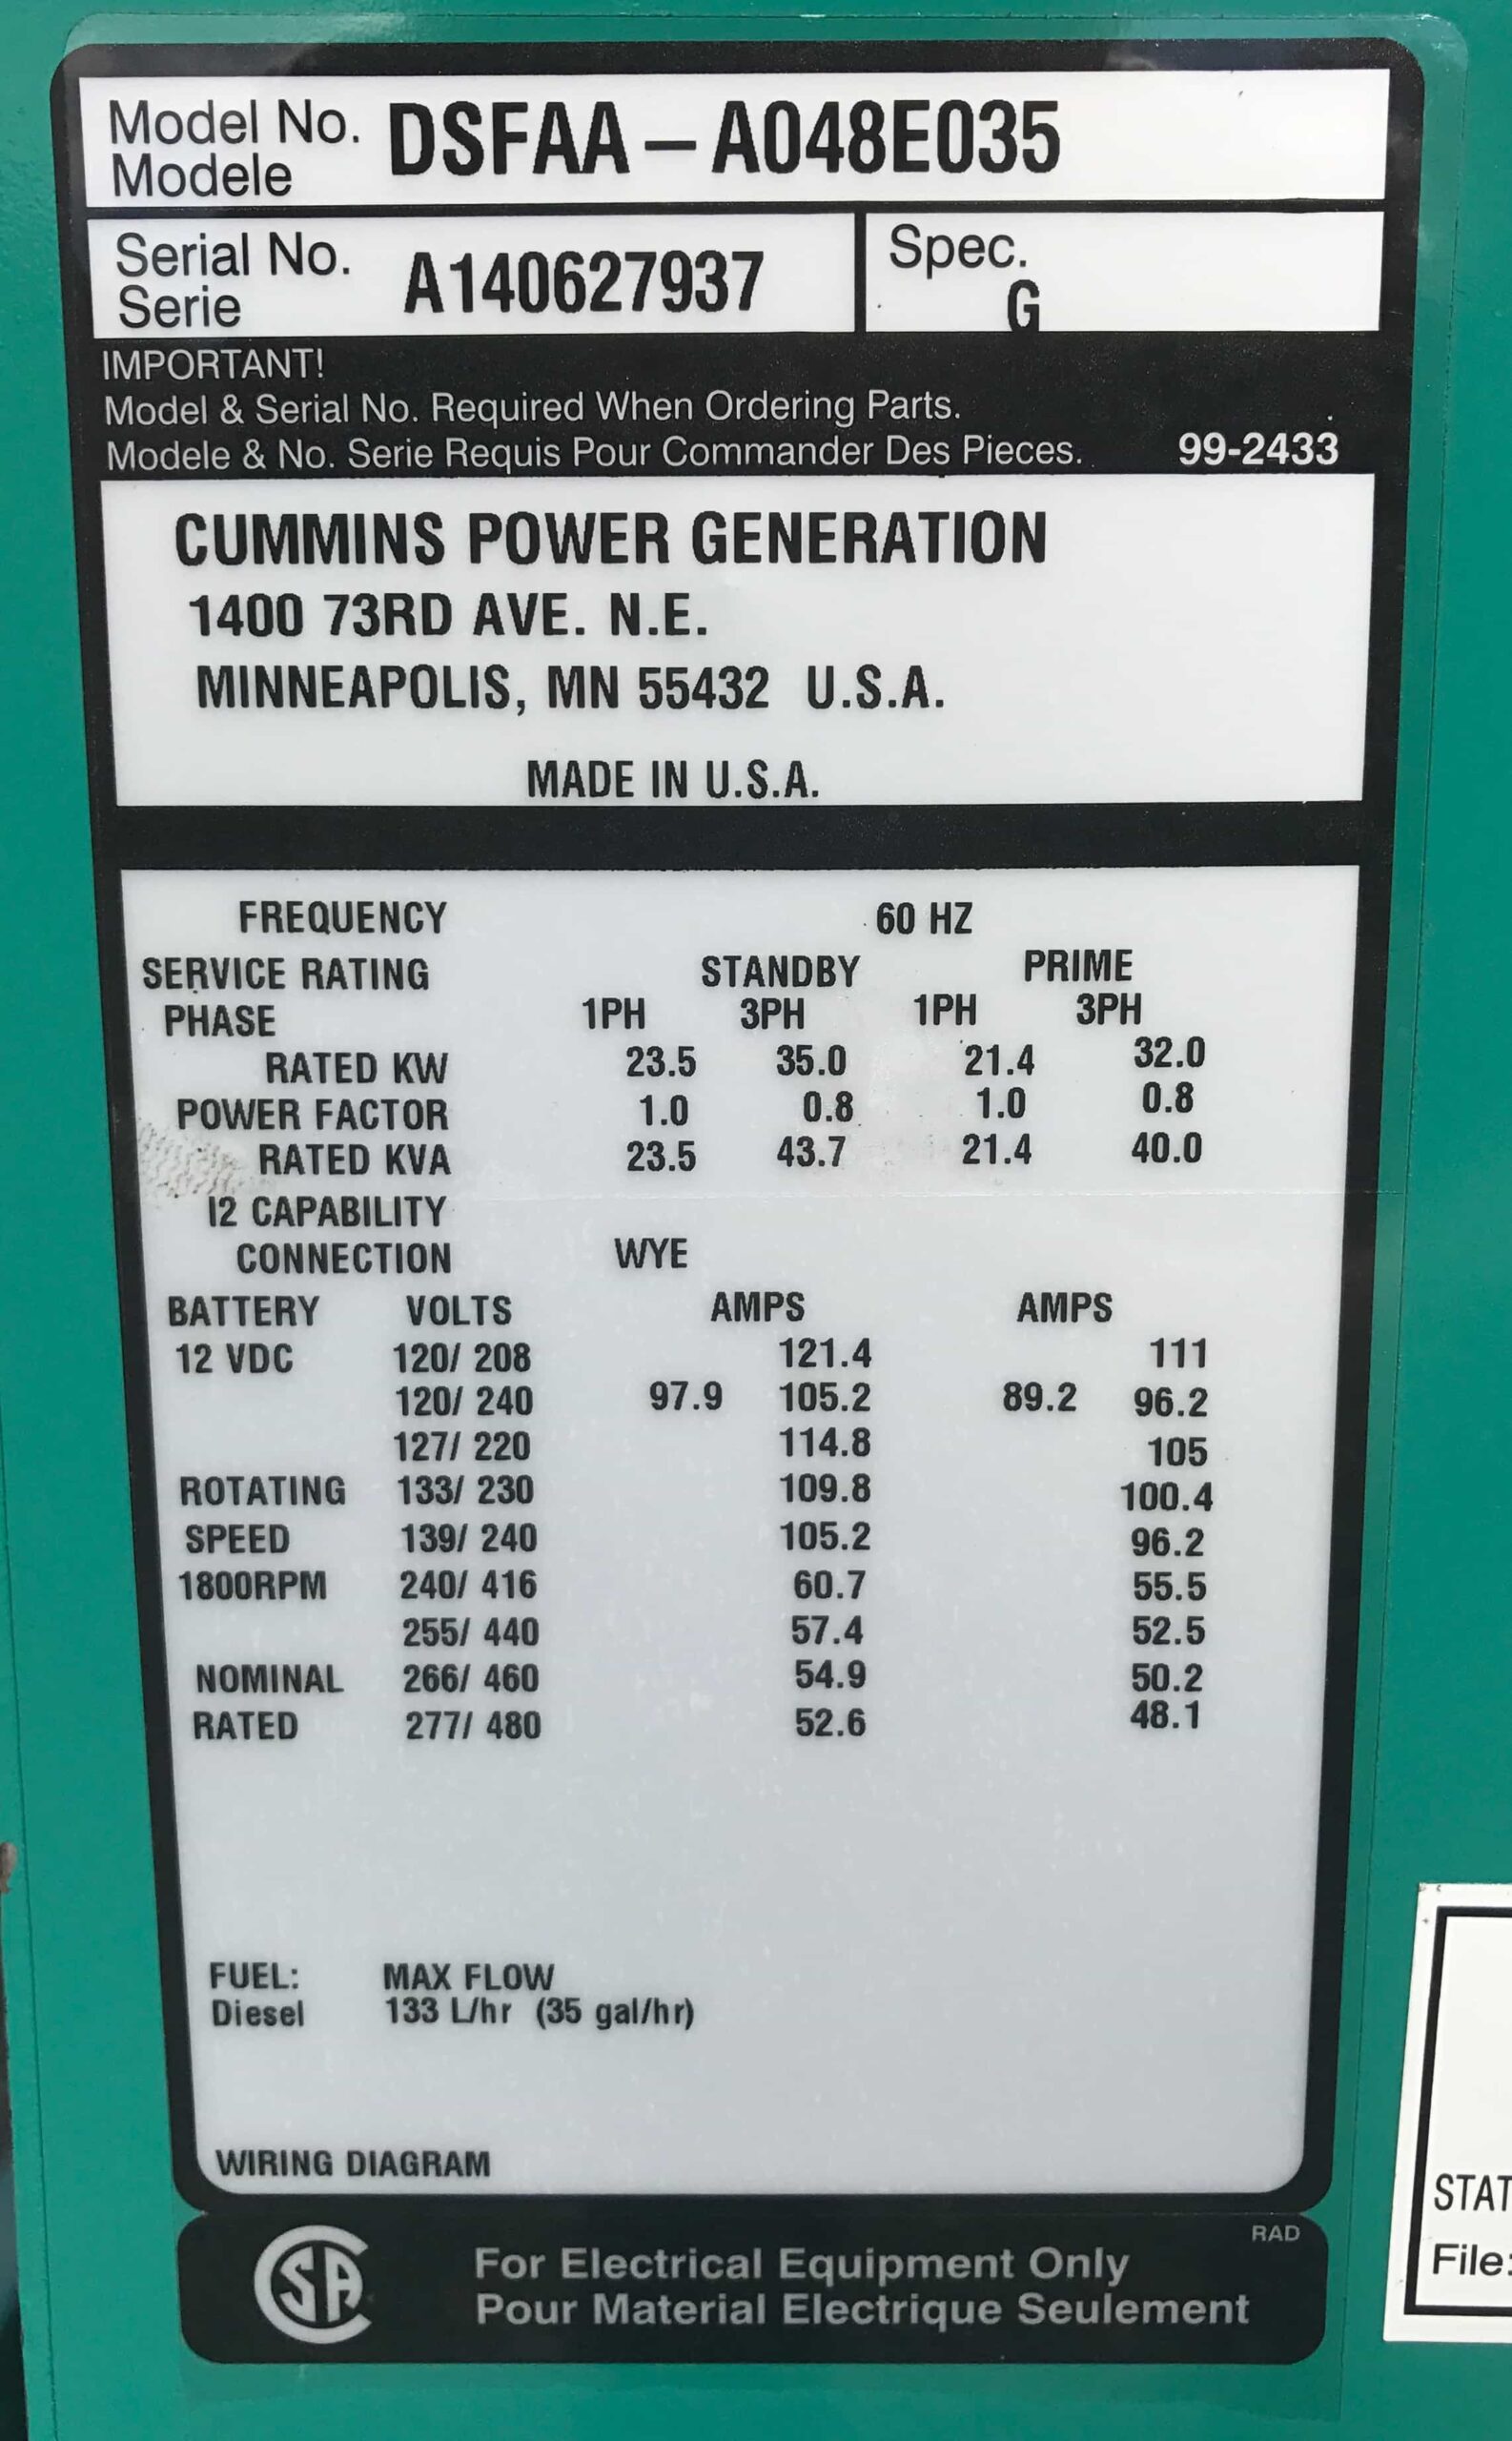 Model No. DSFAA – A048E035
Modele
Serial No. A140627937
Serie
Spec.
G
IMPORTANT!
Model & Serial No. Required When Ordering Parts.
Modele & No. Serie Requis Pour Commander Des Pieces. 99-2433
CUMMINS POWER GENERATION
1400 73RD AVE. N.E.
MINNEAPOLIS, MN 55432 U.S.A.
MADE IN U.S.A.
FREQUENCY 60 HZ
SERVICE RATING STANDBY PRIME
PHASE 1PH 3PH 1PH 3PH
RATED KW 23.5 35.0 21.4 32.0
POWER FACTOR 1.0 0.8 1.0 0.8
RATED KVA 23.5 43.7 21.4 40.0
I2 CAPABILITY
CONNECTION WYE
BATTERY VOLTS AMPS AMPS
12 VDC 120/ 208 121.4 111
120/ 240 97.9 105.2 89.2 96.2
127/ 220 114.8 105
ROTATING 133/ 230 109.8 100.4
SPEED 139/ 240 105.2 96.2
1800RPM 240/ 416 60.7 55.5
255/ 440 57.4 52.5
NOMINAL 266/ 460 54.9 50.2
RATED 277/ 480 52.6 48.1
FUEL: MAX FLOW
Diesel 133 L/hr (35 gal/hr)
WIRING DIAGRAM
RAD
SA
For Electrical Equipment Only
Pour Material Electrique Seulement
STAT
File: